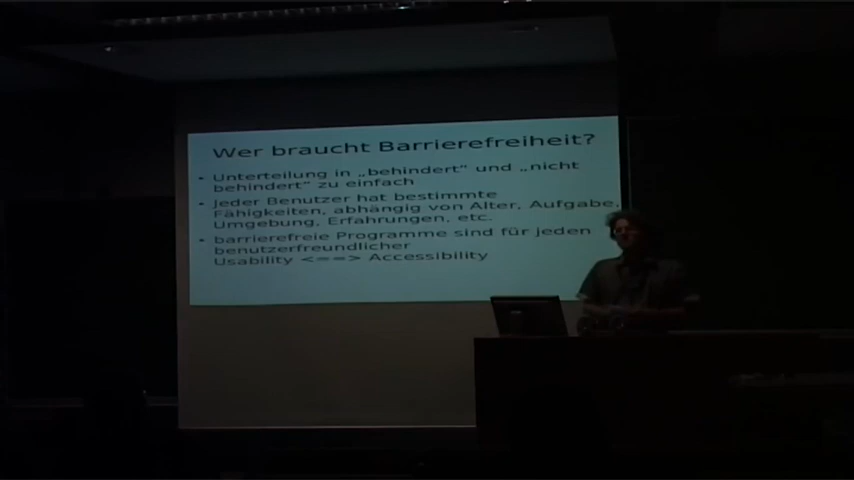 Wer braucht Barrierefreiheit?
• Unterteilung in „behindert“ und „nicht
behindert“ zu einfach
• Jeder Benutzer hat bestimmte
Fähigkeiten, abhängig von Alter, Aufgabe,
Umgebung, Erfahrungen, etc.
• barrierefreie Programme sind für jeden
benutzerfreundlicher
Usability <==> Accessibility